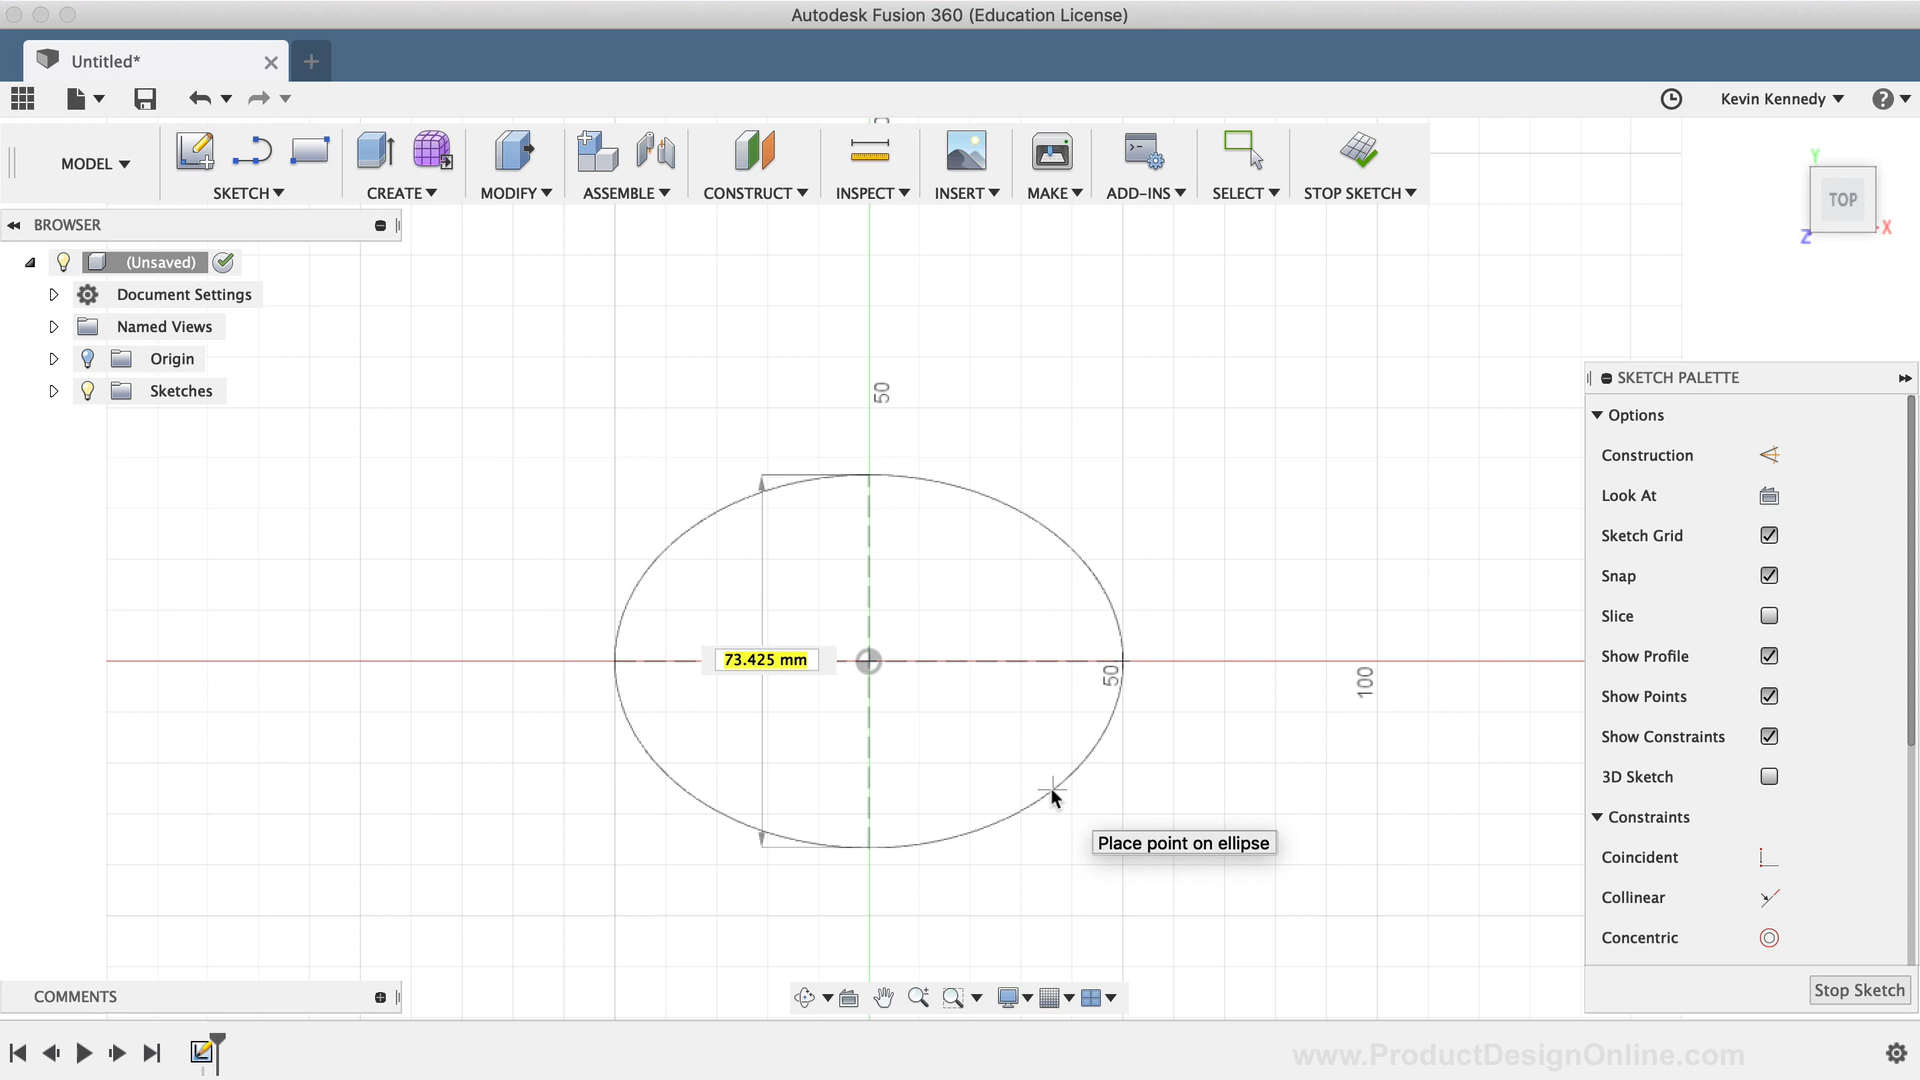 Autodesk Fusion 360 (Education License)
Untitled*
Kevin Kennedy
MODEL
SKETCH
CREATE
MODIFY
ASSEMBLE
CONSTRUCT
INSPECT
INSERT
MAKE
ADD-INS
SELECT
STOP SKETCH
Y
TOP
X
Z
BROWSER
(Unsaved)
Document Settings
Named Views
Origin
Sketches
50
73.425 mm
50
100
Place point on ellipse
SKETCH PALETTE
Options
Construction
Look At
Sketch Grid
Snap
Slice
Show Profile
Show Points
Show Constraints
3D Sketch
Constraints
Coincident
Collinear
Concentric
Stop Sketch
COMMENTS
www.ProductDesignOnline.com